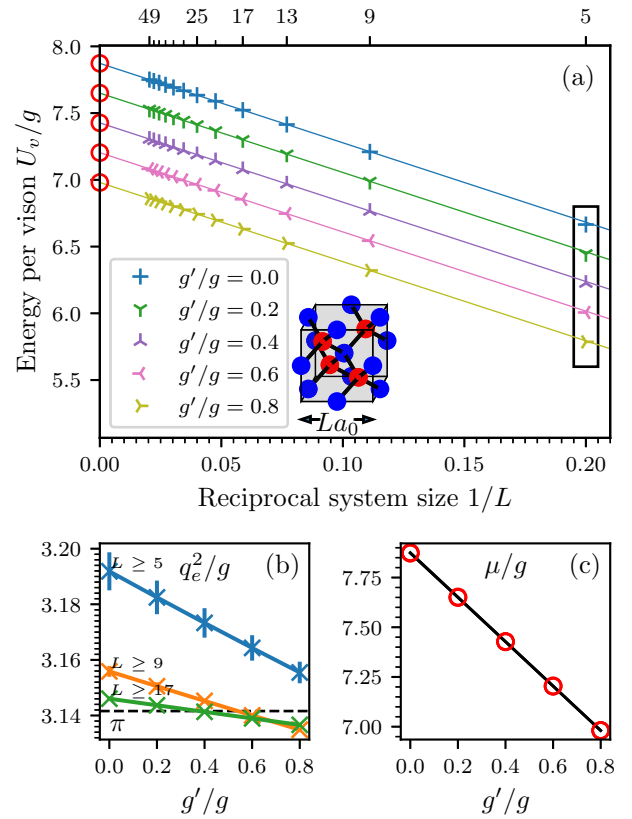 49 25 17 13 9 5
8.0
7.5
7.0
6.5
6.0
5.5
Energy per vison U_v/g
(a)
g′/g = 0.0
g′/g = 0.2
g′/g = 0.4
g′/g = 0.6
g′/g = 0.8
La_0
0.00 0.05 0.10 0.15 0.20
Reciprocal system size 1/L
3.20
3.18
3.16
3.14
L ≥ 5
q_e^2/g
(b)
L ≥ 9
L ≥ 17
π
0.0 0.2 0.4 0.6 0.8
g′/g
7.75
7.50
7.25
7.00
μ/g
(c)
0.0 0.2 0.4 0.6 0.8
g′/g